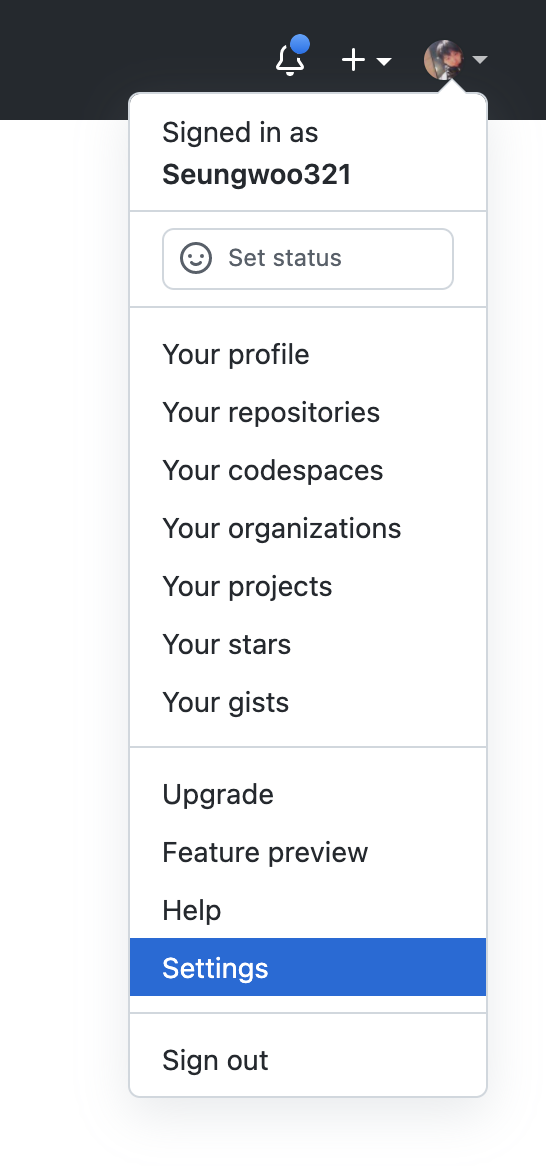 Signed in as
Seungwoo321
Set status
Your profile
Your repositories
Your codespaces
Your organizations
Your projects
Your stars
Your gists
Upgrade
Feature preview
Help
Settings
Sign out